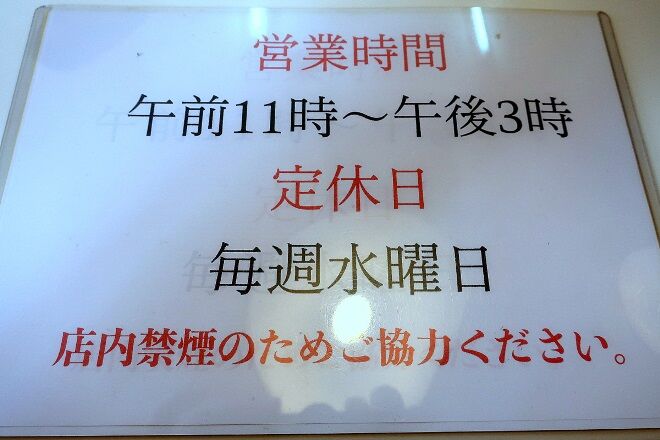 営業時間
午前11時～午後3時
定休日
毎週水曜日
店内禁煙のためご協力ください。